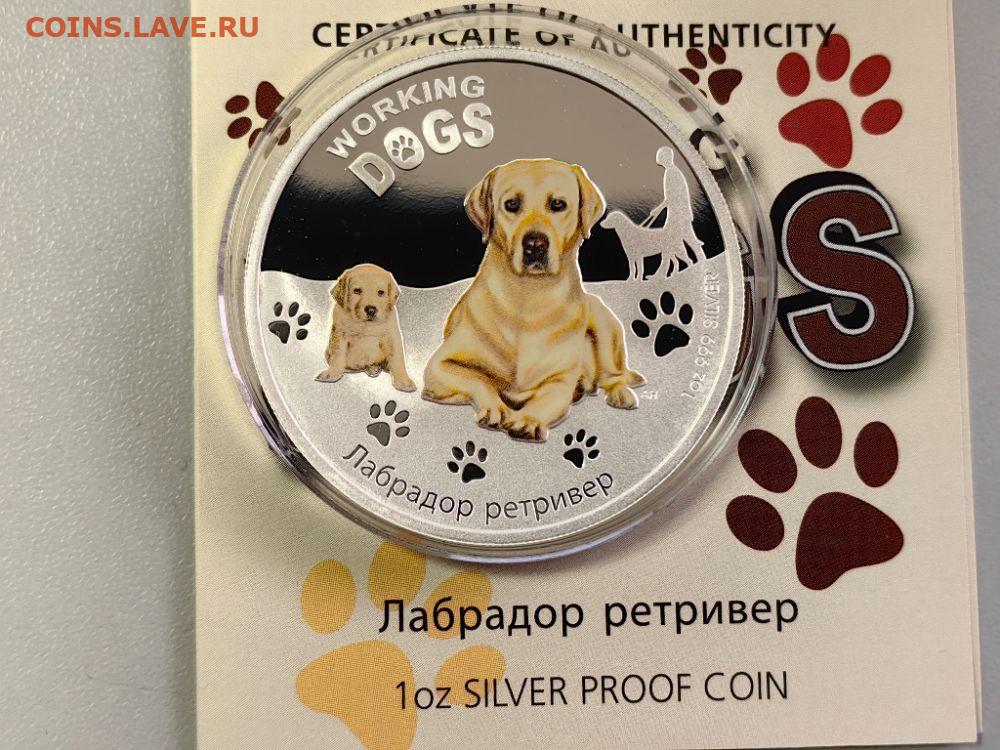 COINS.LAVE.RU
CERTIFICATE OF AUTHENTICITY
WORKING
DOGS
1oz 999 SILVER
Лабрадор ретривер
GS
Лабрадор ретривер
1oz SILVER PROOF COIN